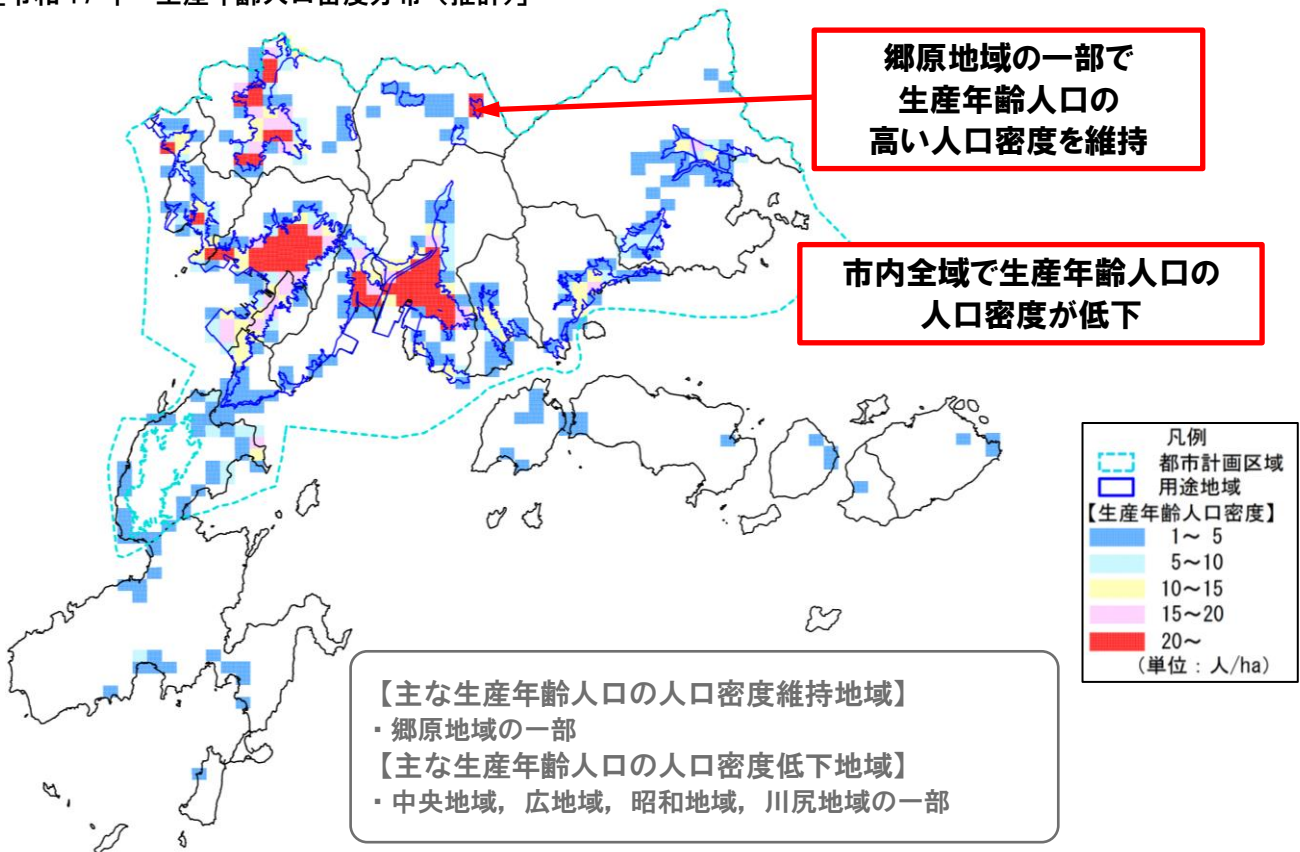 郷原地域の一部で
生産年齢人口の
高い人口密度を維持
市内全域で生産年齢人口の
人口密度が低下
凡例
都市計画区域
用途地域
【生産年齢人口密度】
1～ 5
5～10
10～15
15～20
20～
(単位：人/ha)
【主な生産年齢人口の人口密度維持地域】
・郷原地域の一部
【主な生産年齢人口の人口密度低下地域】
・中央地域，広地域，昭和地域，川尻地域の一部